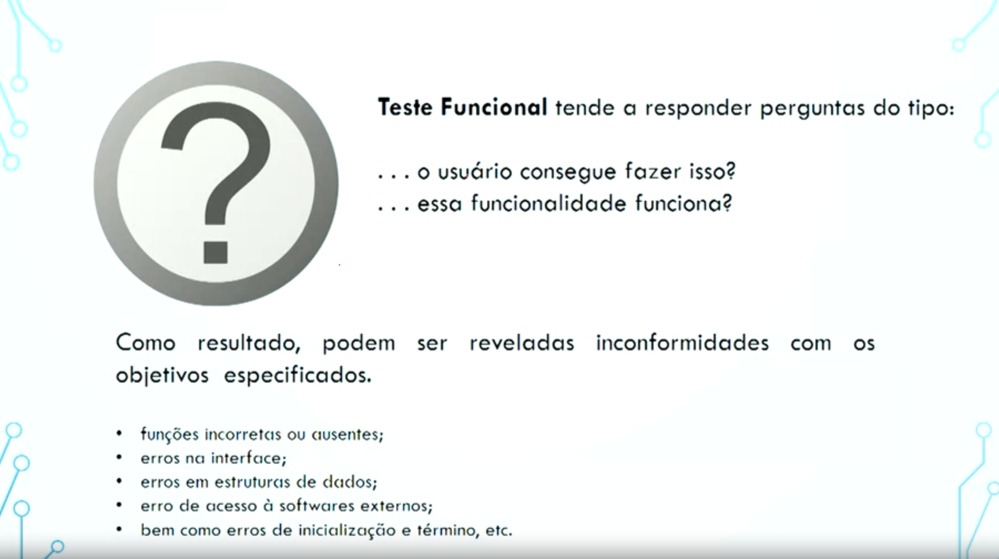 ?
Teste Funcional tende a responder perguntas do tipo:
. . . o usuário consegue fazer isso?
. . . essa funcionalidade funciona?
Como resultado, podem ser reveladas inconformidades com os
objetivos especificados.
• funções incorretas ou ausentes;
• erros na interface;
• erros em estruturas de dados;
• erro de acesso à softwares externos;
• bem como erros de inicialização e término, etc.